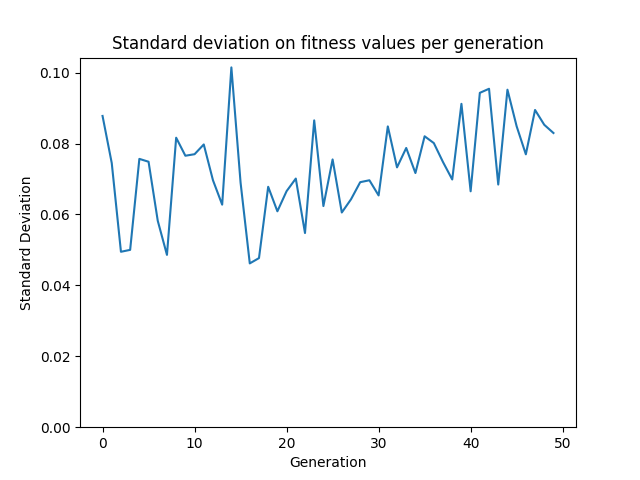 Standard deviation on fitness values per generation
0.10
0.08
0.06
0.04
0.02
0.00
Standard Deviation
0 10 20 30 40 50
Generation